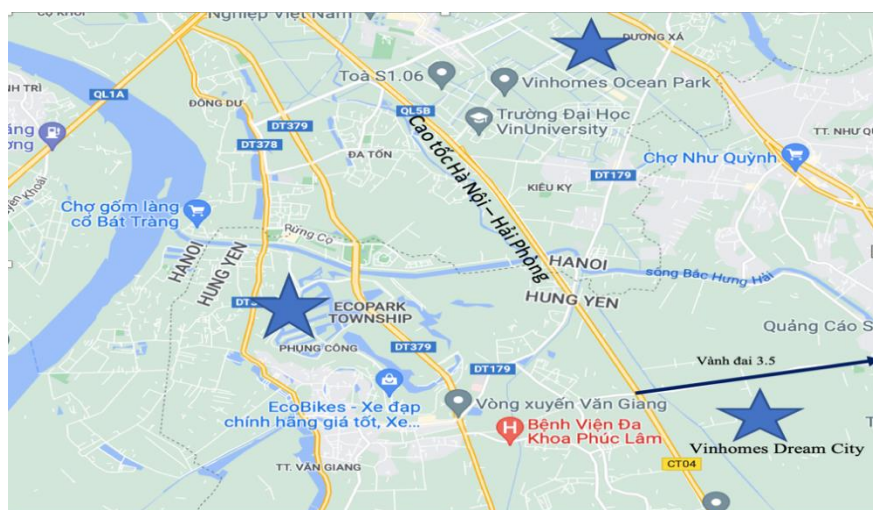 Nghiệp Việt Nam
DƯƠNG XÁ
Toà S1.06
Vinhomes Ocean Park
QL1A
ĐÔNG DƯ
QL5B
DT379
DT378
Trường Đại Học
VinUniversity
TT. NHƯ Q
ĐA TỐN
Cao tốc Hà Nội – Hải Phòng
Chợ Như Quỳnh
DT179
KIÊU KỴ
Chợ gốm làng
cổ Bát Tràng
Rừng Cọ
HANOI
HUNG YEN
HANOI
HUNG YEN
sông Bắc Hưng Hải
ECOPARK
TOWNSHIP
PHỤNG CÔNG
DT379
Quảng Cáo S
DT179
Vành đai 3.5
EcoBikes - Xe đạp
chính hãng giá tốt, Xe...
Vòng xuyến Văn Giang
Bệnh Viện Đa
Khoa Phúc Lâm
Vinhomes Dream City
TT. VĂN GIANG
CT04